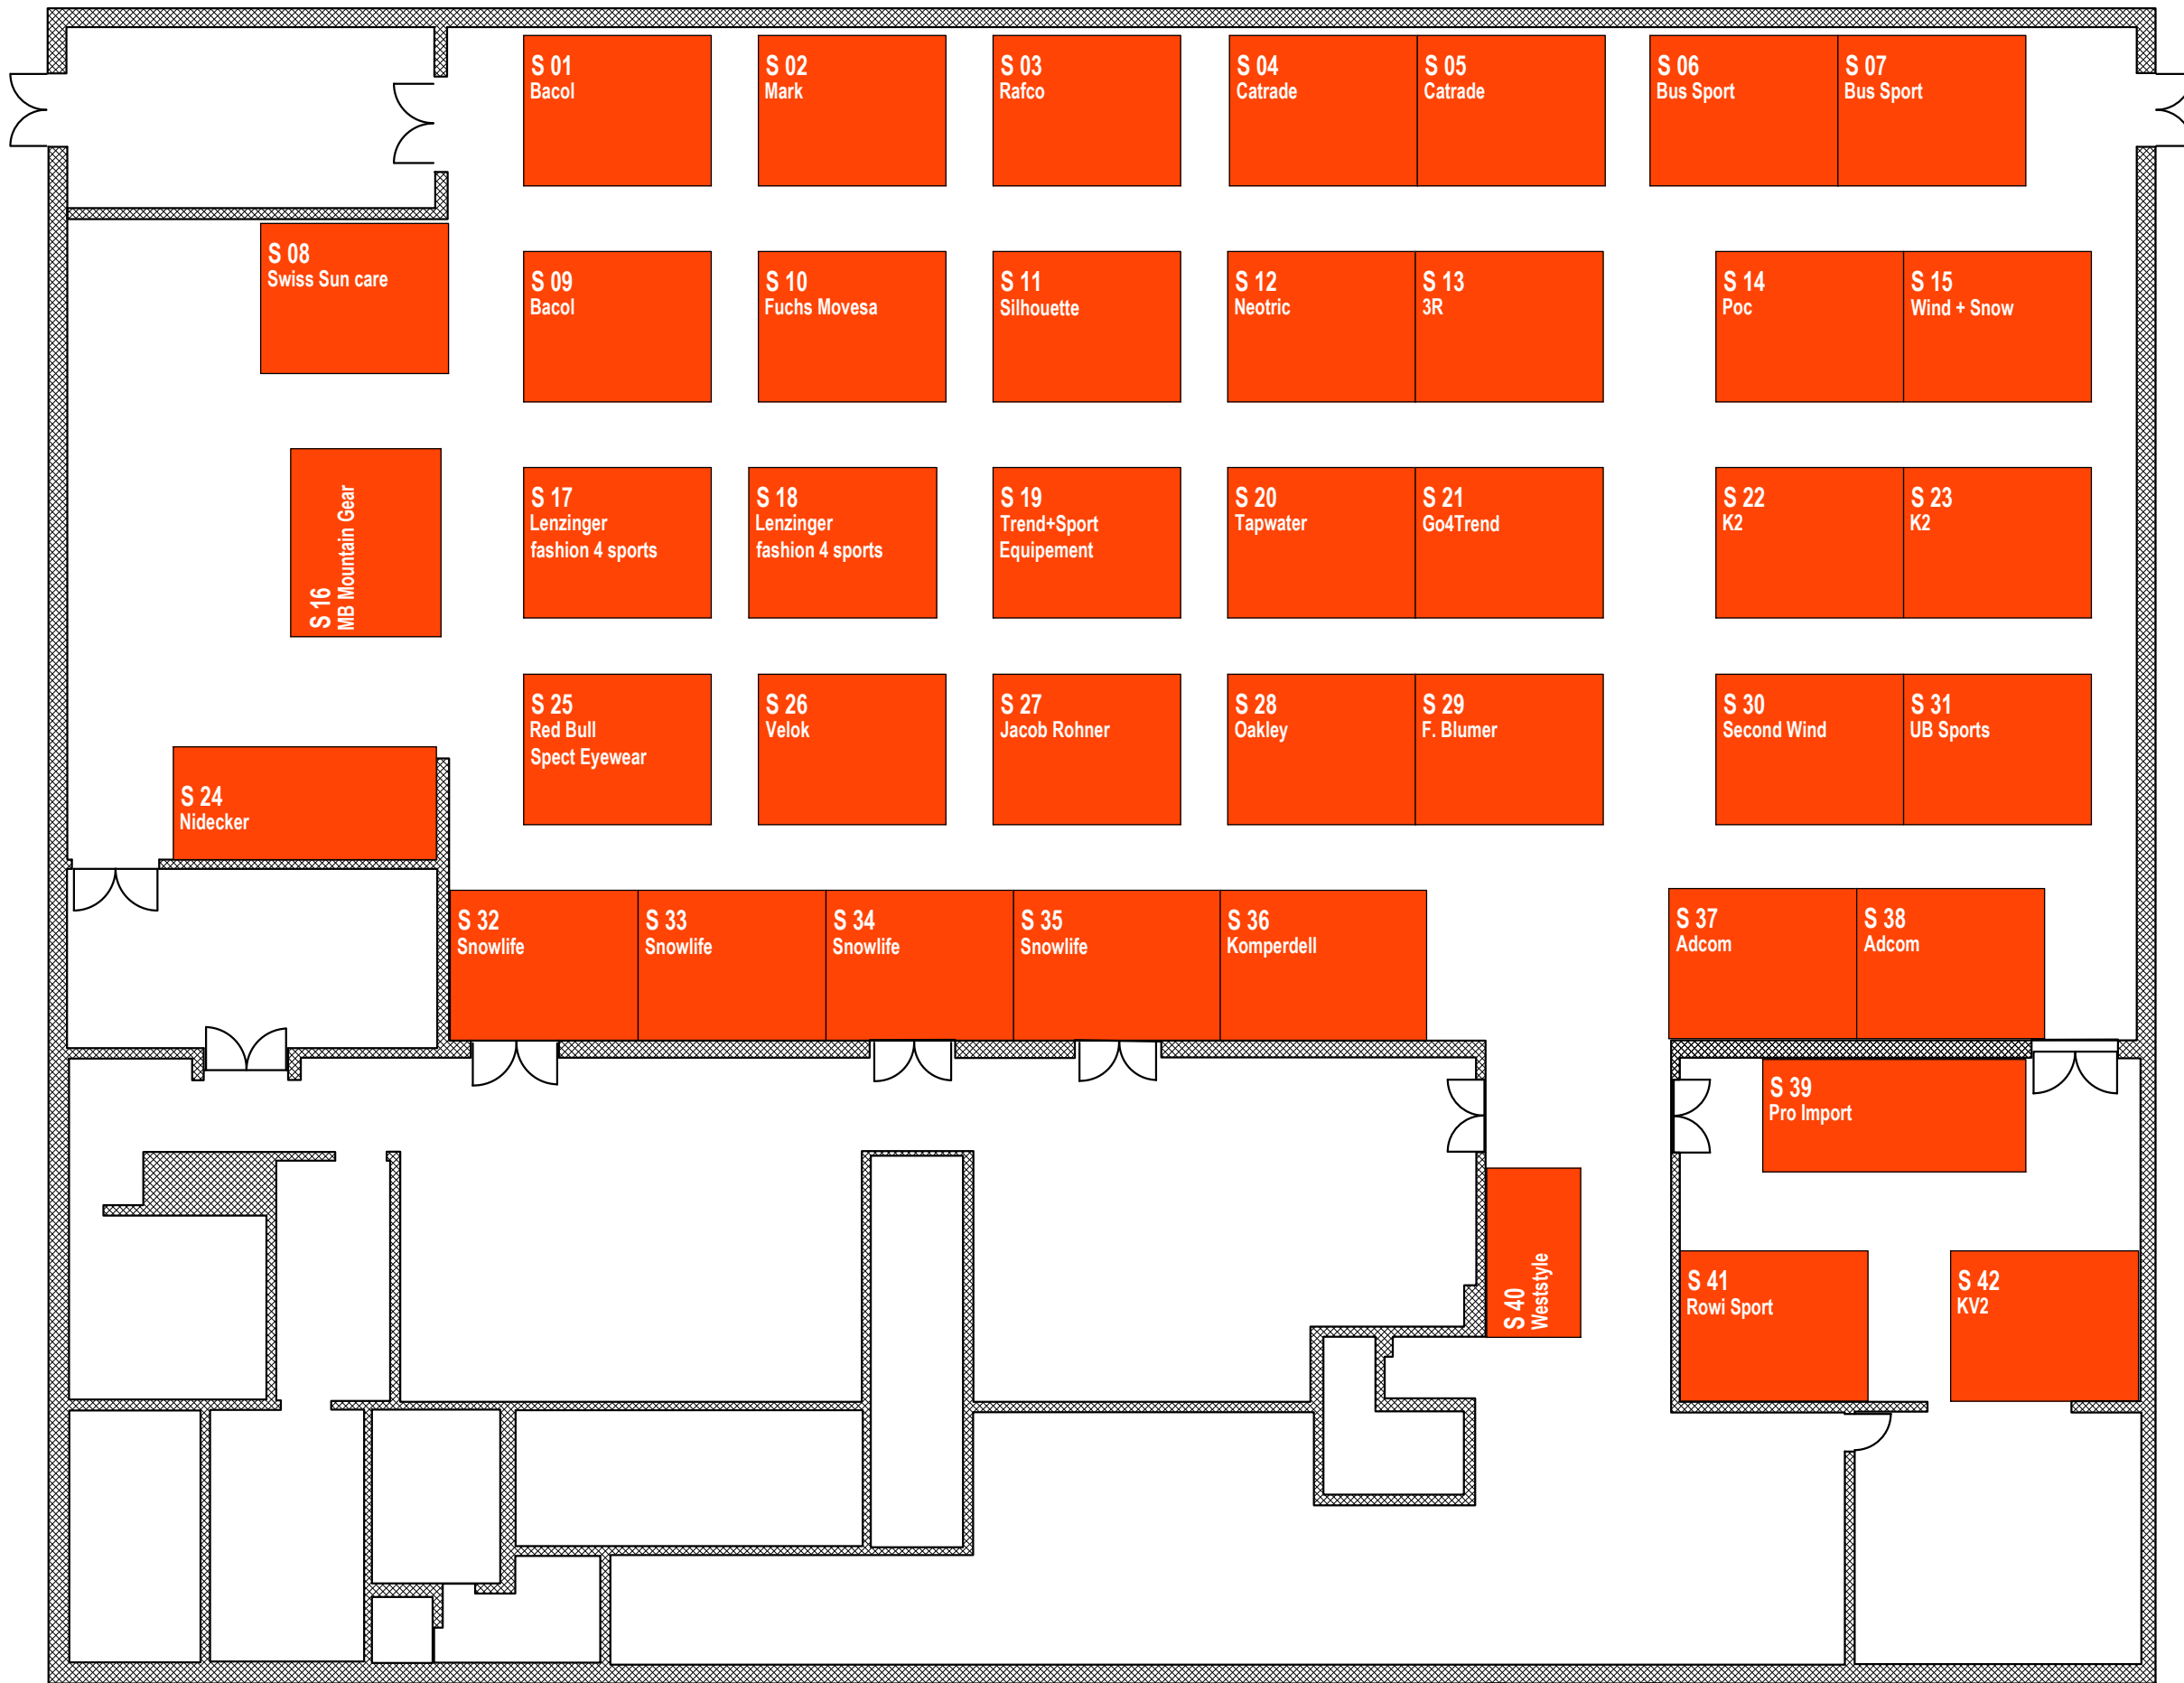 S 01
Bacol
S 02
Mark
S 03
Rafco
S 04
Catrade
S 05
Catrade
S 06
Bus Sport
S 07
Bus Sport
S 08
Swiss Sun care
S 09
Bacol
S 10
Fuchs Movesa
S 11
Silhouette
S 12
Neotric
S 13
3R
S 14
Poc
S 15
Wind + Snow
S 16
MB Mountain Gear
S 17
Lenzinger
fashion 4 sports
S 18
Lenzinger
fashion 4 sports
S 19
Trend+Sport
Equipement
S 20
Tapwater
S 21
Go4Trend
S 22
K2
S 23
K2
S 24
Nidecker
S 25
Red Bull
Spect Eyewear
S 26
Velok
S 27
Jacob Rohner
S 28
Oakley
S 29
F. Blumer
S 30
Second Wind
S 31
UB Sports
S 32
Snowlife
S 33
Snowlife
S 34
Snowlife
S 35
Snowlife
S 36
Komperdell
S 37
Adcom
S 38
Adcom
S 39
Pro Import
S 40
Weststyle
S 41
Rowi Sport
S 42
KV2